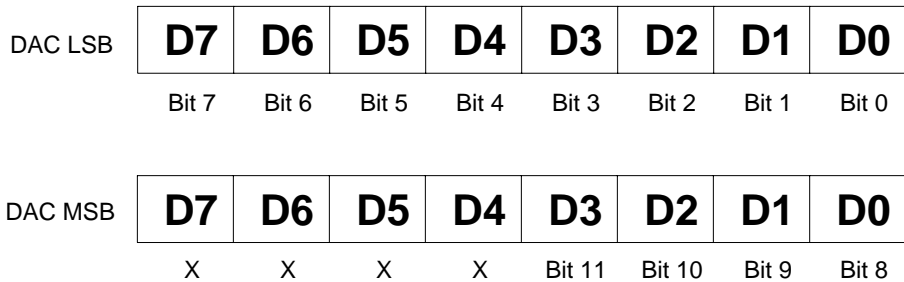 DAC LSB D7 D6 D5 D4 D3 D2 D1 D0
Bit 7 Bit 6 Bit 5 Bit 4 Bit 3 Bit 2 Bit 1 Bit 0
DAC MSB D7 D6 D5 D4 D3 D2 D1 D0
X X X X Bit 11 Bit 10 Bit 9 Bit 8